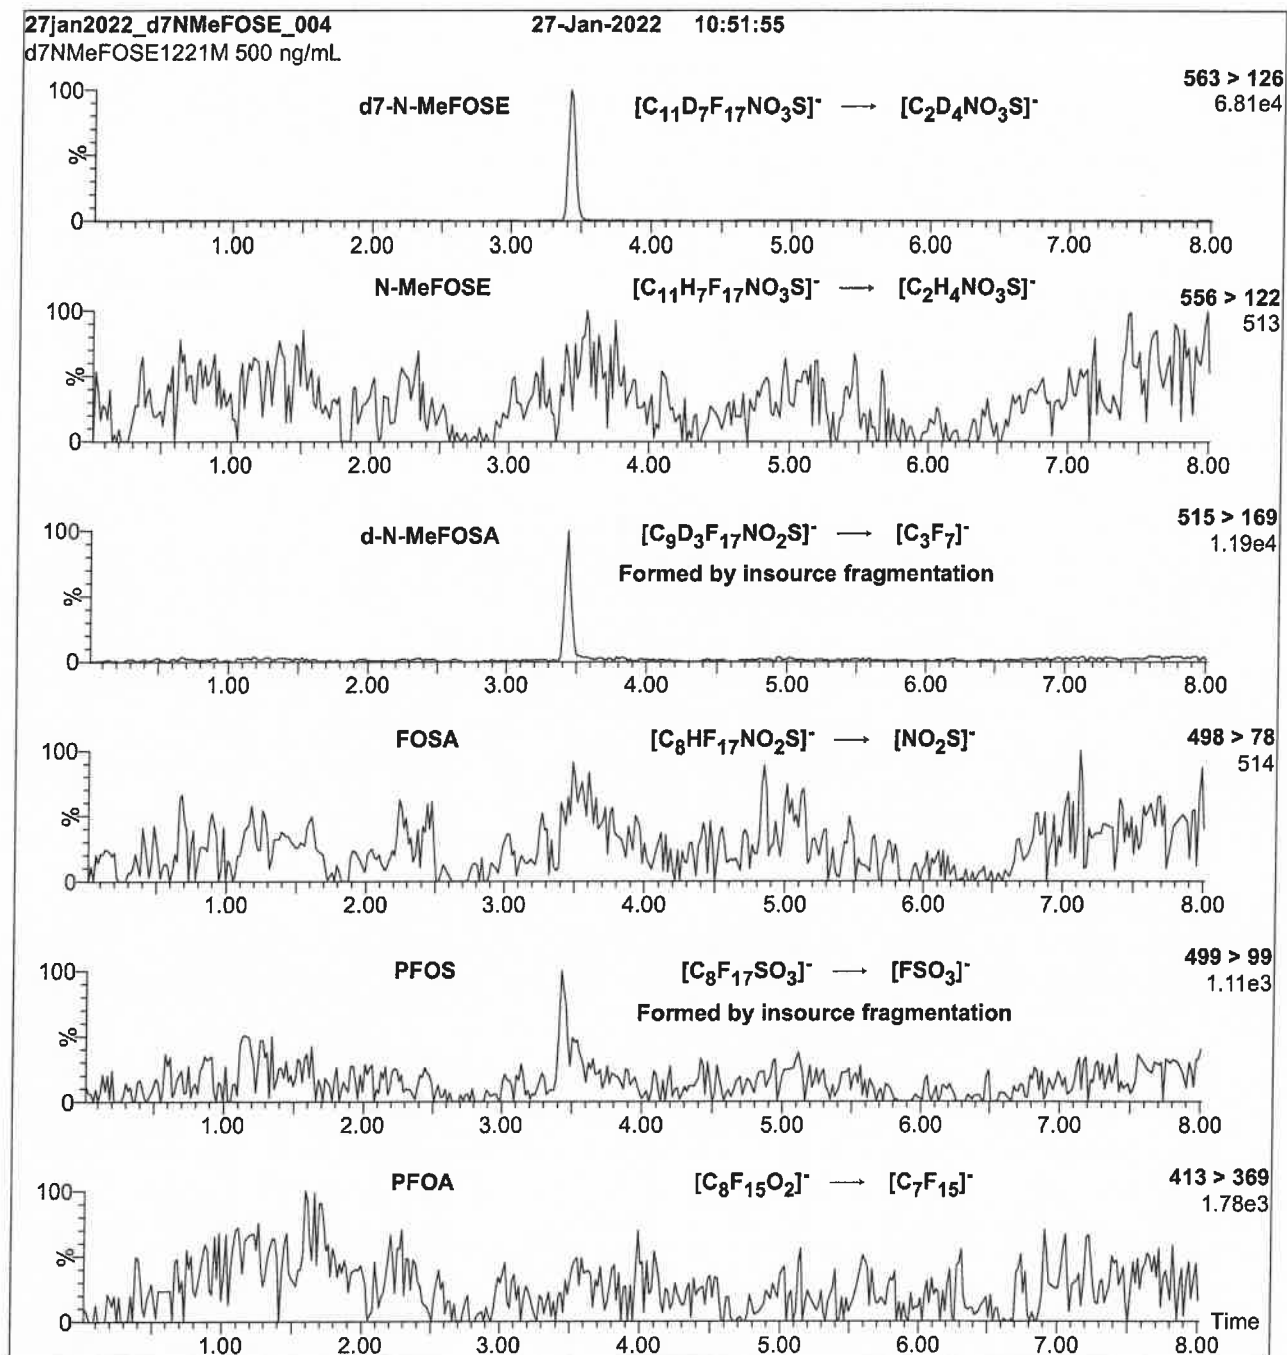 27jan2022_d7NMeFOSE_004 27-Jan-2022 10:51:55
d7NMeFOSE1221M 500 ng/mL
563 > 126
6.81e4
d7-N-MeFOSE [C₁₁D₇F₁₇NO₃S]⁻ → [C₂D₄NO₃S]⁻
100
%
0
1.00 2.00 3.00 4.00 5.00 6.00 7.00 8.00
N-MeFOSE [C₁₁H₇F₁₇NO₃S]⁻ → [C₂H₄NO₃S]⁻
556 > 122
513
100
%
0
1.00 2.00 3.00 4.00 5.00 6.00 7.00 8.00
515 > 169
1.19e4
d-N-MeFOSA [C₉D₃F₁₇NO₂S]⁻ → [C₃F₇]⁻
Formed by insource fragmentation
100
%
0
1.00 2.00 3.00 4.00 5.00 6.00 7.00 8.00
FOSA [C₈HF₁₇NO₂S]⁻ → [NO₂S]⁻
498 > 78
514
100
%
0
1.00 2.00 3.00 4.00 5.00 6.00 7.00 8.00
499 > 99
1.11e3
PFOS [C₈F₁₇SO₃]⁻ → [FSO₃]⁻
Formed by insource fragmentation
100
%
0
1.00 2.00 3.00 4.00 5.00 6.00 7.00 8.00
413 > 369
1.78e3
PFOA [C₈F₁₅O₂]⁻ → [C₇F₁₅]⁻
100
%
0
Time
1.00 2.00 3.00 4.00 5.00 6.00 7.00 8.00